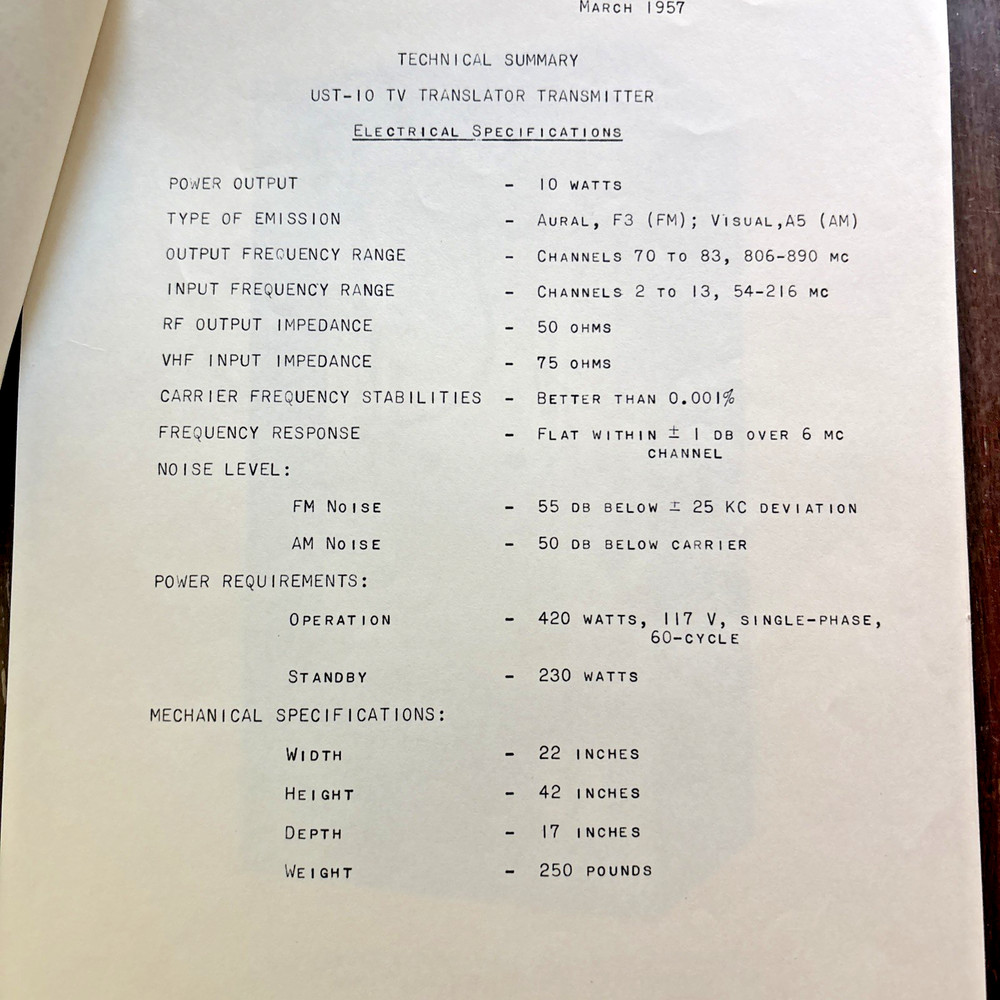 MARCH 1957
TECHNICAL SUMMARY
UST-10 TV TRANSLATOR TRANSMITTER
ELECTRICAL SPECIFICATIONS
POWER OUTPUT - 10 WATTS
TYPE OF EMISSION - AURAL, F3 (FM); VISUAL,A5 (AM)
OUTPUT FREQUENCY RANGE - CHANNELS 70 TO 83, 806-890 MC
INPUT FREQUENCY RANGE - CHANNELS 2 TO 13, 54-216 MC
RF OUTPUT IMPEDANCE - 50 OHMS
VHF INPUT IMPEDANCE - 75 OHMS
CARRIER FREQUENCY STABILITIES - BETTER THAN 0.001%
FREQUENCY RESPONSE - FLAT WITHIN ± 1 DB OVER 6 MC
CHANNEL
NOISE LEVEL:
FM NOISE - 55 DB BELOW ± 25 KC DEVIATION
AM NOISE - 50 DB BELOW CARRIER
POWER REQUIREMENTS:
OPERATION - 420 WATTS, 117 V, SINGLE-PHASE,
60-CYCLE
STANDBY - 230 WATTS
MECHANICAL SPECIFICATIONS:
WIDTH - 22 INCHES
HEIGHT - 42 INCHES
DEPTH - 17 INCHES
WEIGHT - 250 POUNDS